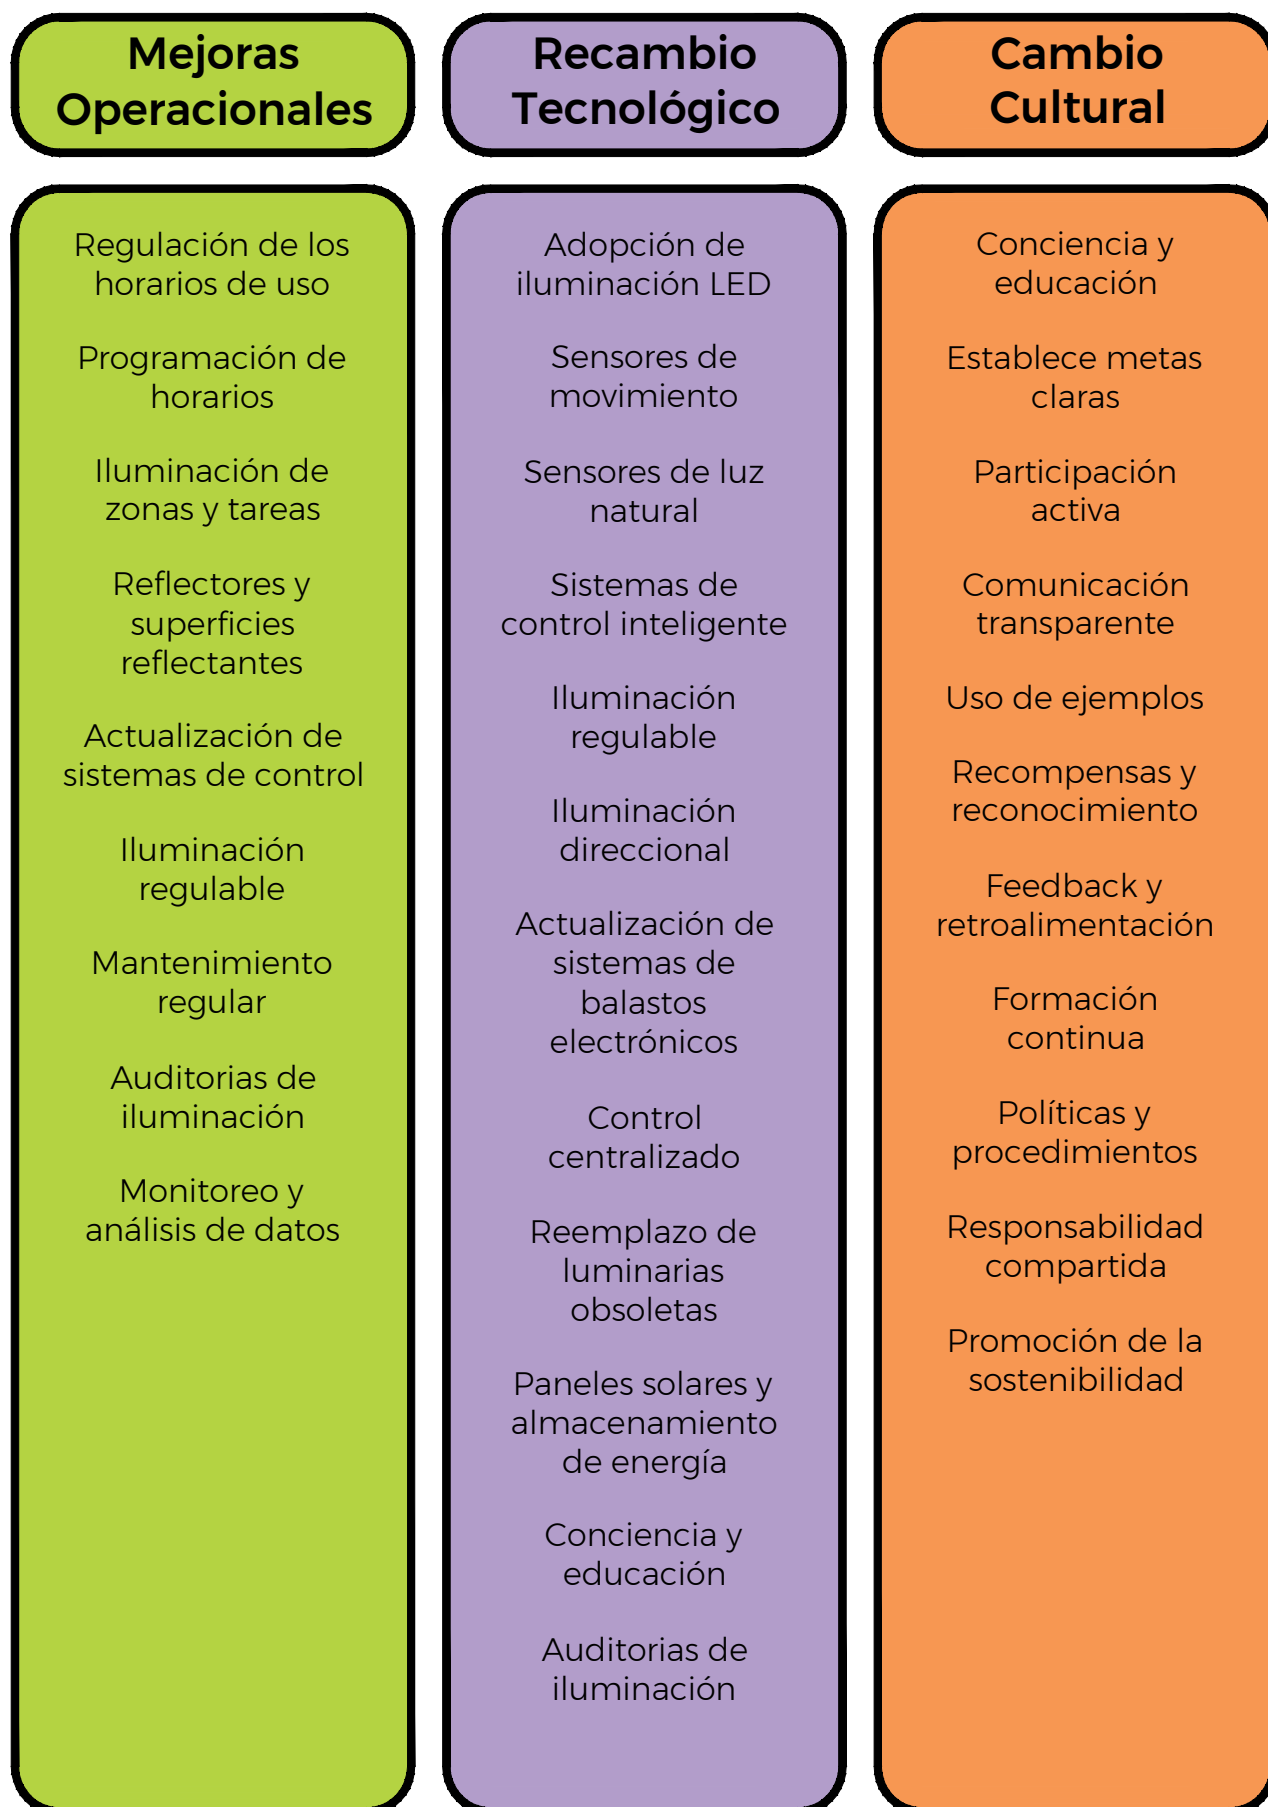 Mejoras
Operacionales
Regulación de los
horarios de uso
Programación de
horarios
Iluminación de
zonas y tareas
Reflectores y
superficies
reflectantes
Actualización de
sistemas de control
Iluminación
regulable
Mantenimiento
regular
Auditorias de
iluminación
Monitoreo y
análisis de datos
Recambio
Tecnológico
Adopción de
iluminación LED
Sensores de
movimiento
Sensores de luz
natural
Sistemas de
control inteligente
Iluminación
regulable
Iluminación
direccional
Actualización de
sistemas de
balastos
electrónicos
Control
centralizado
Reemplazo de
luminarias
obsoletas
Paneles solares y
almacenamiento
de energía
Conciencia y
educación
Auditorias de
iluminación
Cambio
Cultural
Conciencia y
educación
Establece metas
claras
Participación
activa
Comunicación
transparente
Uso de ejemplos
Recompensas y
reconocimiento
Feedback y
retroalimentación
Formación
continua
Políticas y
procedimientos
Responsabilidad
compartida
Promoción de la
sostenibilidad